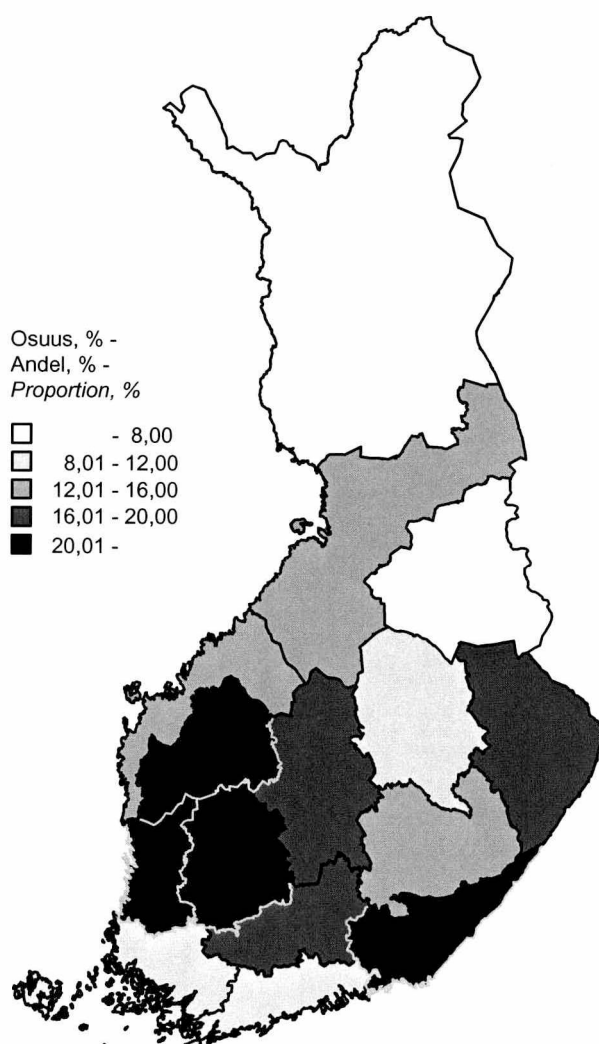 Osuus, % -
Andel, % -
Proportion, %
- 8,00
8,01 - 12,00
12,01 - 16,00
16,01 - 20,00
20,01 -